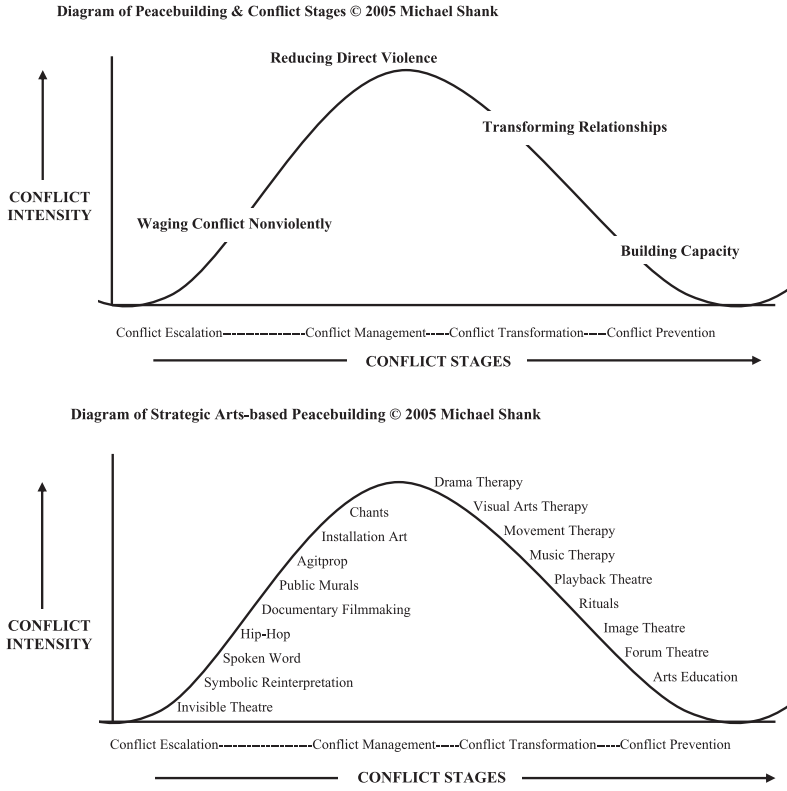 Diagram of Peacebuilding & Conflict Stages © 2005 Michael Shank
Reducing Direct Violence
Transforming Relationships
CONFLICT
INTENSITY
Waging Conflict Nonviolently
Building Capacity
Conflict Escalation----------------Conflict Management-----Conflict Transformation-----Conflict Prevention
CONFLICT STAGES
Diagram of Strategic Arts-based Peacebuilding © 2005 Michael Shank
Drama Therapy
Visual Arts Therapy
Chants
Movement Therapy
Installation Art
Music Therapy
Agitprop
Playback Theatre
Public Murals
Rituals
Documentary Filmmaking
CONFLICT
INTENSITY
Image Theatre
Hip-Hop
Forum Theatre
Spoken Word
Arts Education
Symbolic Reinterpretation
Invisible Theatre
Conflict Escalation------------------Conflict Management-----Conflict Transformation-----Conflict Prevention
CONFLICT STAGES